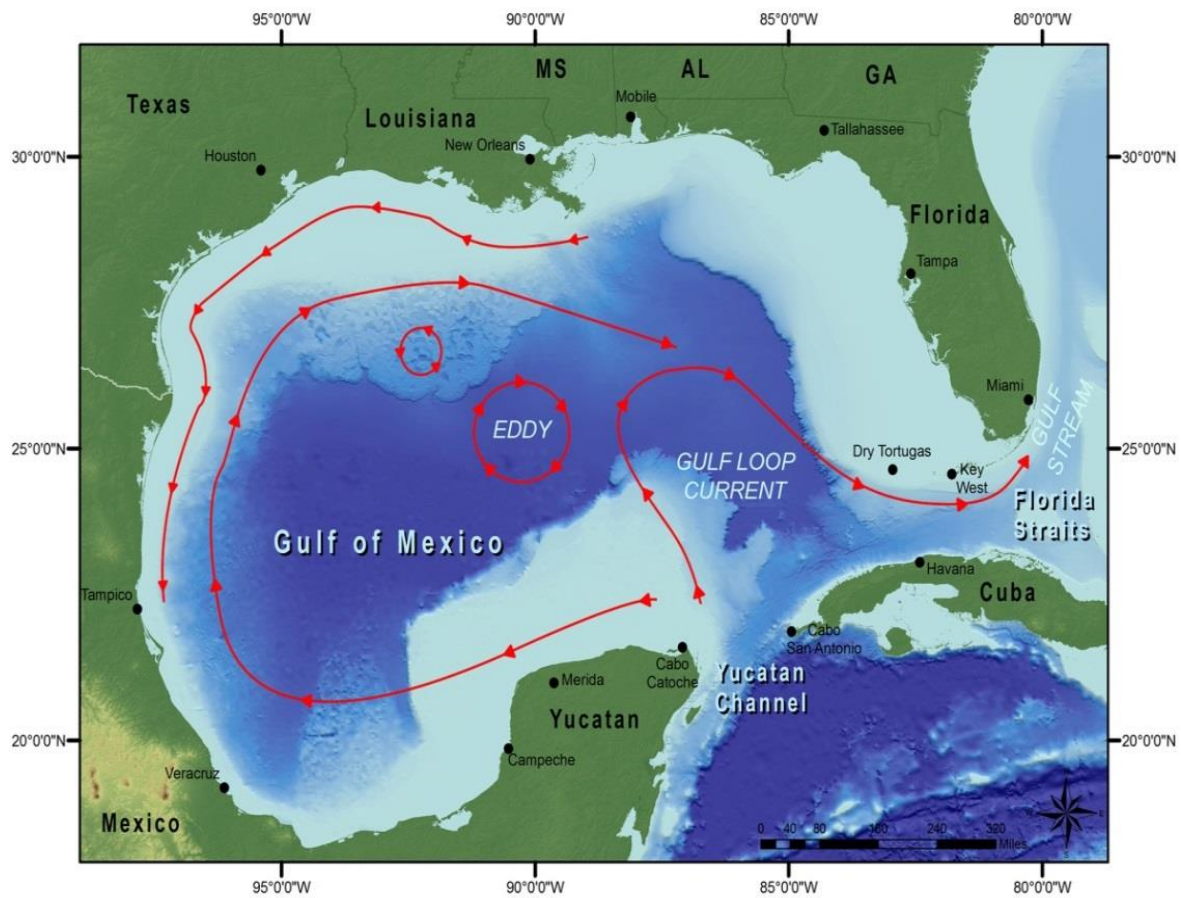 95°0'0"W
90°0'0"W
85°0'0"W
80°0'0"W
MS
AL
GA
Texas
Mobile
Louisiana
Tallahassee
New Orleans
Houston
30°0'0"N
30°0'0"N
Florida
Tampa
Miami
GULF
STREAM
EDDY
25°0'0"N
25°0'0"N
Dry Tortugas
Key
West
GULF LOOP
CURRENT
Florida
Straits
Gulf of Mexico
Havana
Cuba
Tampico
Cabo
San Antonio
Cabo
Catoche
Yucatan
Channel
Merida
Yucatan
20°0'0"N
20°0'0"N
Campeche
Veracruz
Mexico
0 40 80 160 240 320
Miles
95°0'0"W
90°0'0"W
85°0'0"W
80°0'0"W